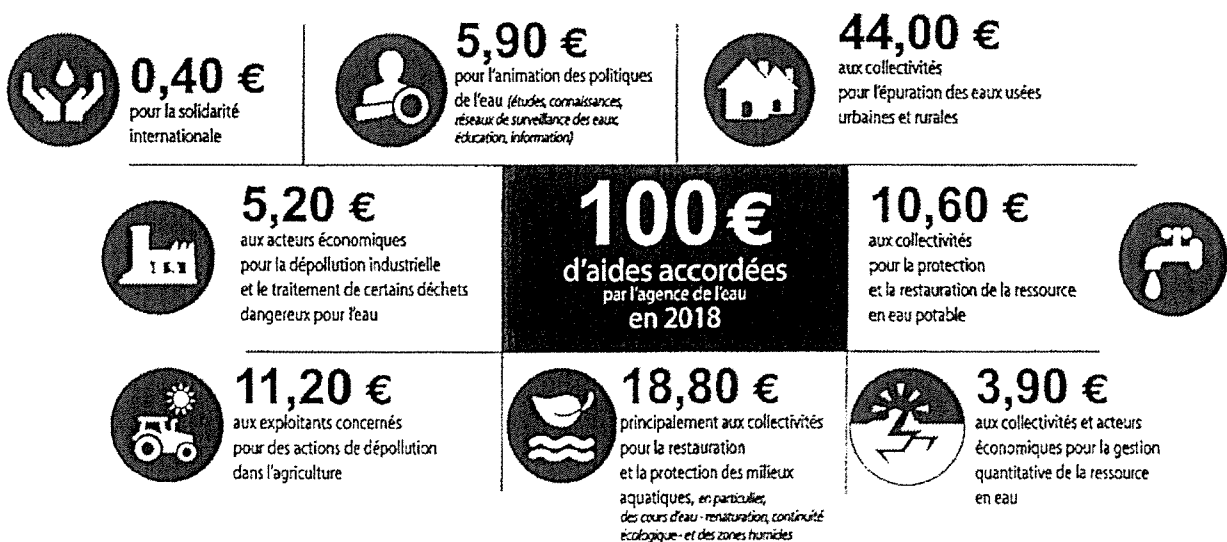 0,40 €
pour la solidarité
internationale
5,90 €
pour l'animation des politiques
de l'eau (études, connaissances,
réseaux de surveillance des eaux,
éducation, information)
44,00 €
aux collectivités
pour l'épuration des eaux usées
urbaines et rurales
5,20 €
aux acteurs économiques
pour la dépollution industrielle
et le traitement de certains déchets
dangereux pour l'eau
100 €
d'aides accordées
par l'agence de l'eau
en 2018
10,60 €
aux collectivités
pour la protection
et la restauration de la ressource
en eau potable
11,20 €
aux exploitants concernés
pour des actions de dépollution
dans l'agriculture
18,80 €
principalement aux collectivités
pour la restauration
et la protection des milieux
aquatiques, en particulier,
des cours d'eau - renaturation, continuité
écologique - et des zones humides
3,90 €
aux collectivités et acteurs
économiques pour la gestion
quantitative de la ressource
en eau